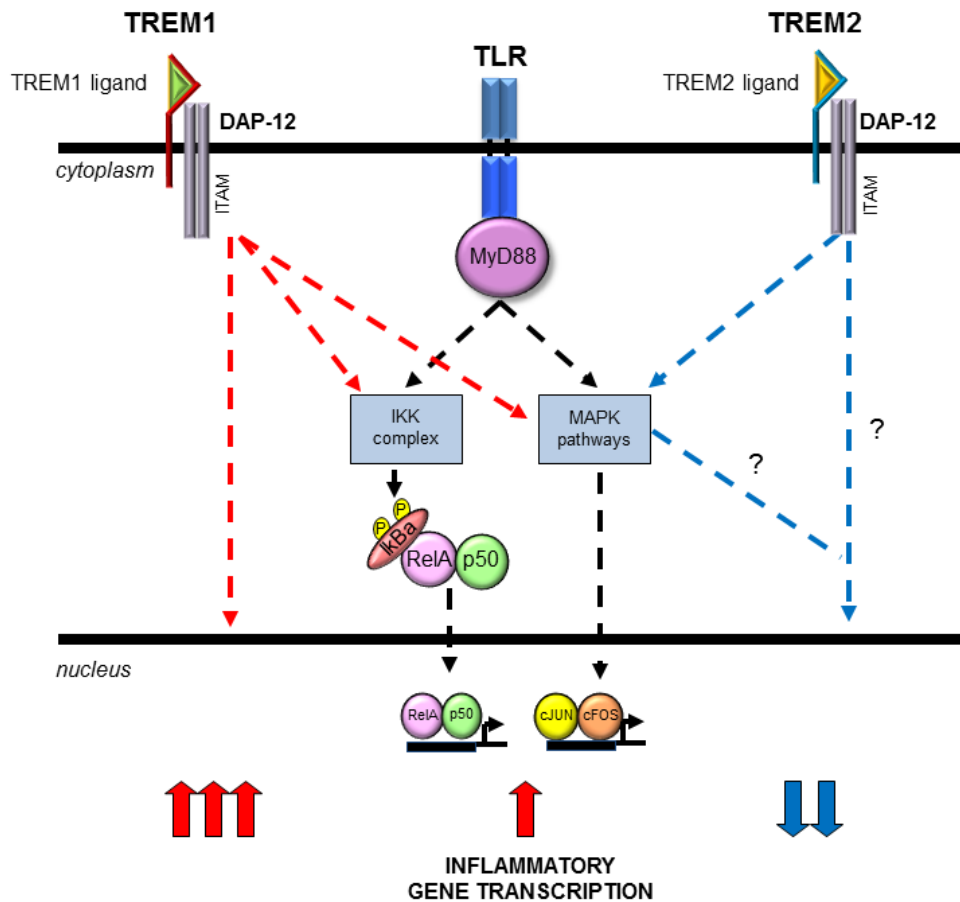 TREM1
TREM2
TLR
TREM1 ligand
TREM2 ligand
DAP-12
DAP-12
cytoplasm
ITAM
ITAM
MyD88
IKK
complex
MAPK
pathways
?
?
P
P
IkBa
RelA
p50
nucleus
RelA
p50
cJUN
cFOS
INFLAMMATORY
GENE TRANSCRIPTION